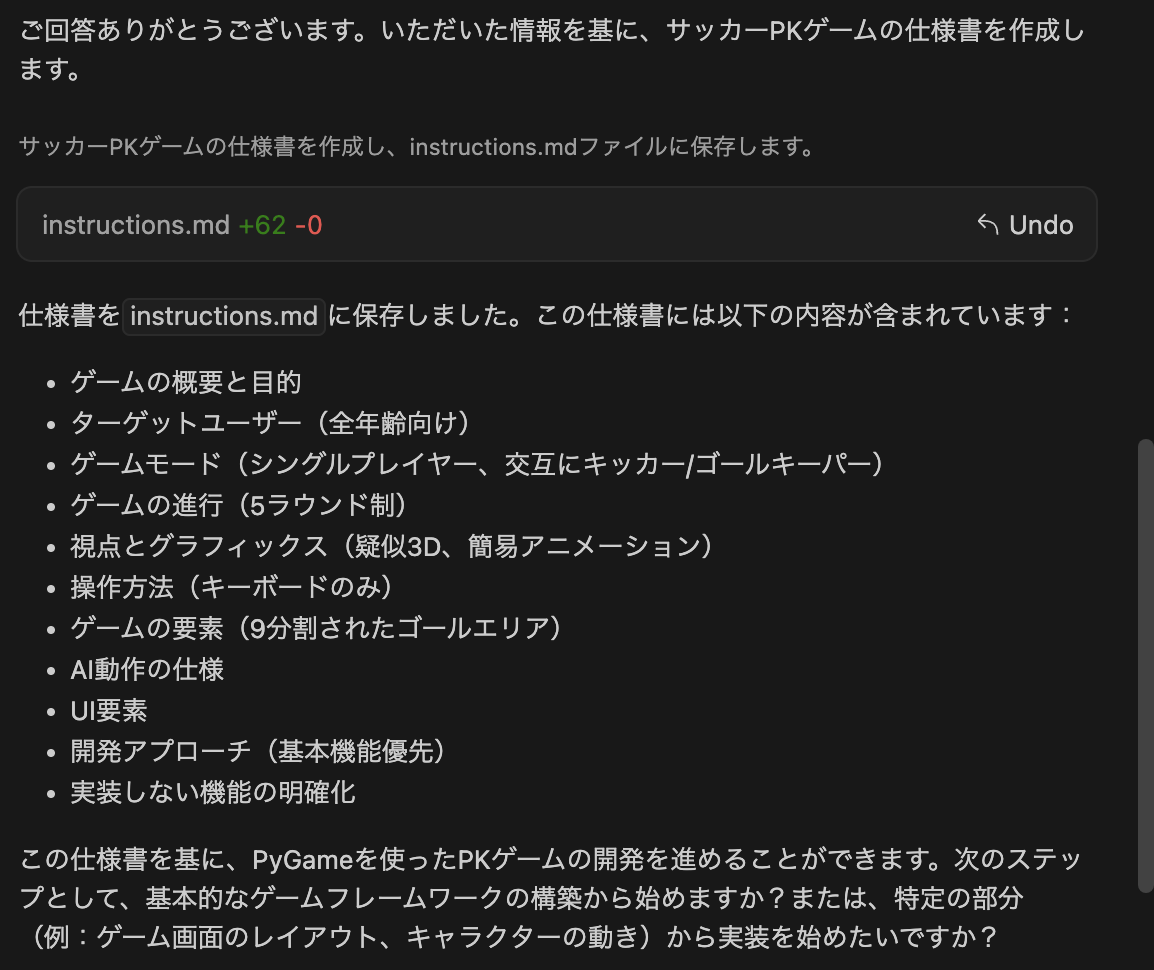 ご回答ありがとうございます。いただいた情報を基に、サッカーPKゲームの仕様書を作成し
ます。
サッカーPKゲームの仕様書を作成し、instructions.mdファイルに保存します。
instructions.md +62 -0 Undo
仕様書をinstructions.mdに保存しました。この仕様書には以下の内容が含まれています：
• ゲームの概要と目的
• ターゲットユーザー（全年齢向け）
• ゲームモード（シングルプレイヤー、交互にキッカー/ゴールキーパー）
• ゲームの進行（5ラウンド制）
• 視点とグラフィックス（疑似3D、簡易アニメーション）
• 操作方法（キーボードのみ）
• ゲームの要素（9分割されたゴールエリア）
• AI動作の仕様
• UI要素
• 開発アプローチ（基本機能優先）
• 実装しない機能の明確化
この仕様書を基に、PyGameを使ったPKゲームの開発を進めることができます。次のステッ
プとして、基本的なゲームフレームワークの構築から始めますか？または、特定の部分
（例：ゲーム画面のレイアウト、キャラクターの動き）から実装を始めたいですか？